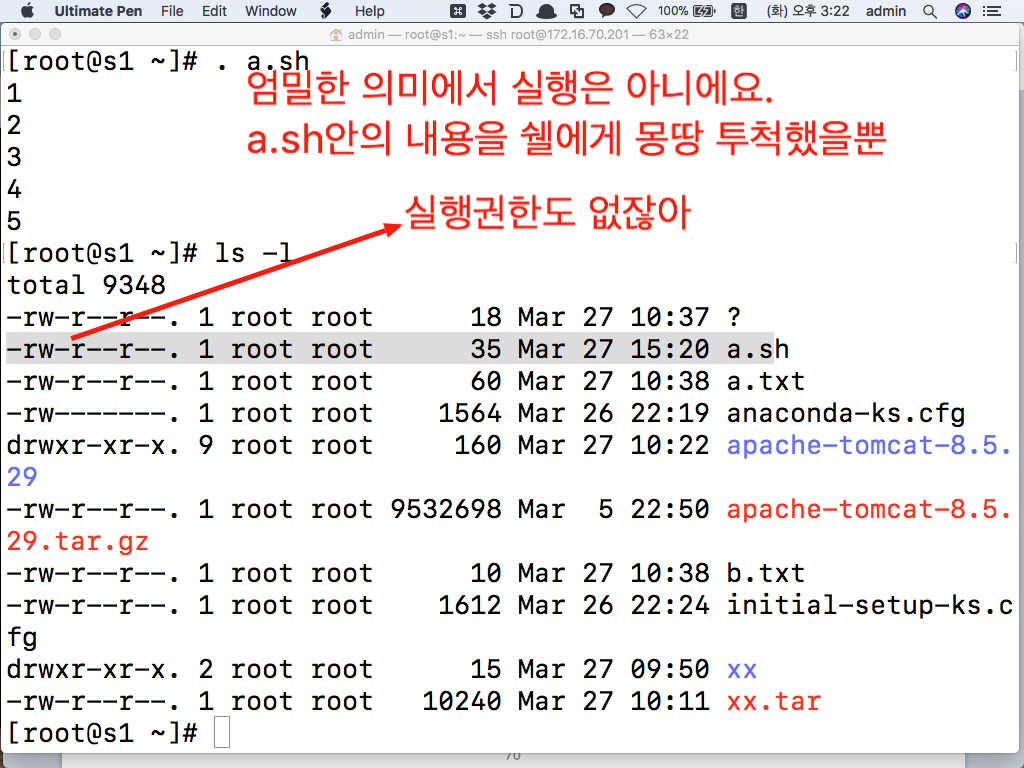 Ultimate Pen File Edit Window Help 100% 한 (화) 오후 3:22 admin
admin — root@s1:~ — ssh root@172.16.70.201 — 63×22
[root@s1 ~]# . a.sh
엄밀한 의미에서 실행은 아니에요.
1
2
a.sh안의 내용을 쉘에게 몽땅 투척했을뿐
3
4
실행권한도 없잖아
5
[root@s1 ~]# ls -l
total 9348
-rw-r--r--. 1 root root 18 Mar 27 10:37 ?
-rw-r--r--. 1 root root 35 Mar 27 15:20 a.sh
-rw-r--r--. 1 root root 60 Mar 27 10:38 a.txt
-rw-------. 1 root root 1564 Mar 26 22:19 anaconda-ks.cfg
drwxr-xr-x. 9 root root 160 Mar 27 10:22 apache-tomcat-8.5.
29
-rw-r--r--. 1 root root 9532698 Mar 5 22:50 apache-tomcat-8.5.
29.tar.gz
-rw-r--r--. 1 root root 10 Mar 27 10:38 b.txt
-rw-r--r--. 1 root root 1612 Mar 26 22:24 initial-setup-ks.c
fg
drwxr-xr-x. 2 root root 15 Mar 27 09:50 xx
-rw-r--r--. 1 root root 10240 Mar 27 10:11 xx.tar
[root@s1 ~]#
70